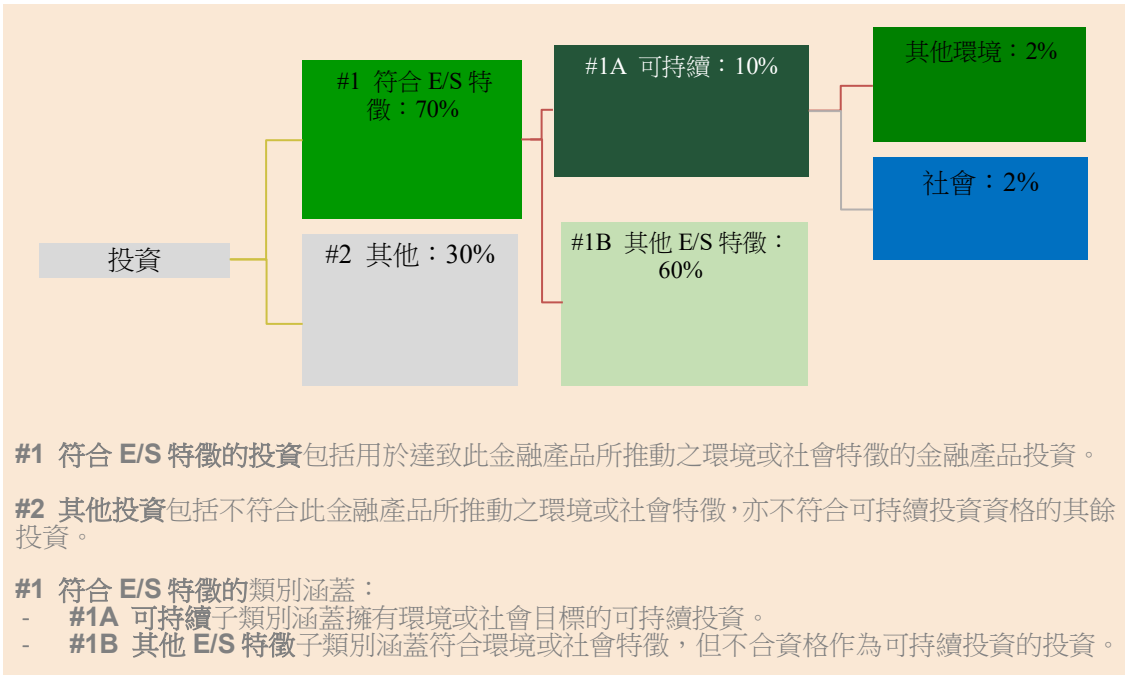 #1 符合 E/S 特
徵：70%
#1A 可持續：10%
其他環境：2%
社會：2%
投資
#2 其他：30%
#1B 其他 E/S 特徵：
60%
#1 符合 E/S 特徵的投資包括用於達致此金融產品所推動之環境或社會特徵的金融產品投資。
#2 其他投資包括不符合此金融產品所推動之環境或社會特徵，亦不符合可持續投資資格的其餘
投資。
#1 符合 E/S 特徵的類別涵蓋：
- #1A 可持續子類別涵蓋擁有環境或社會目標的可持續投資。
- #1B 其他 E/S 特徵子類別涵蓋符合環境或社會特徵，但不合資格作為可持續投資的投資。